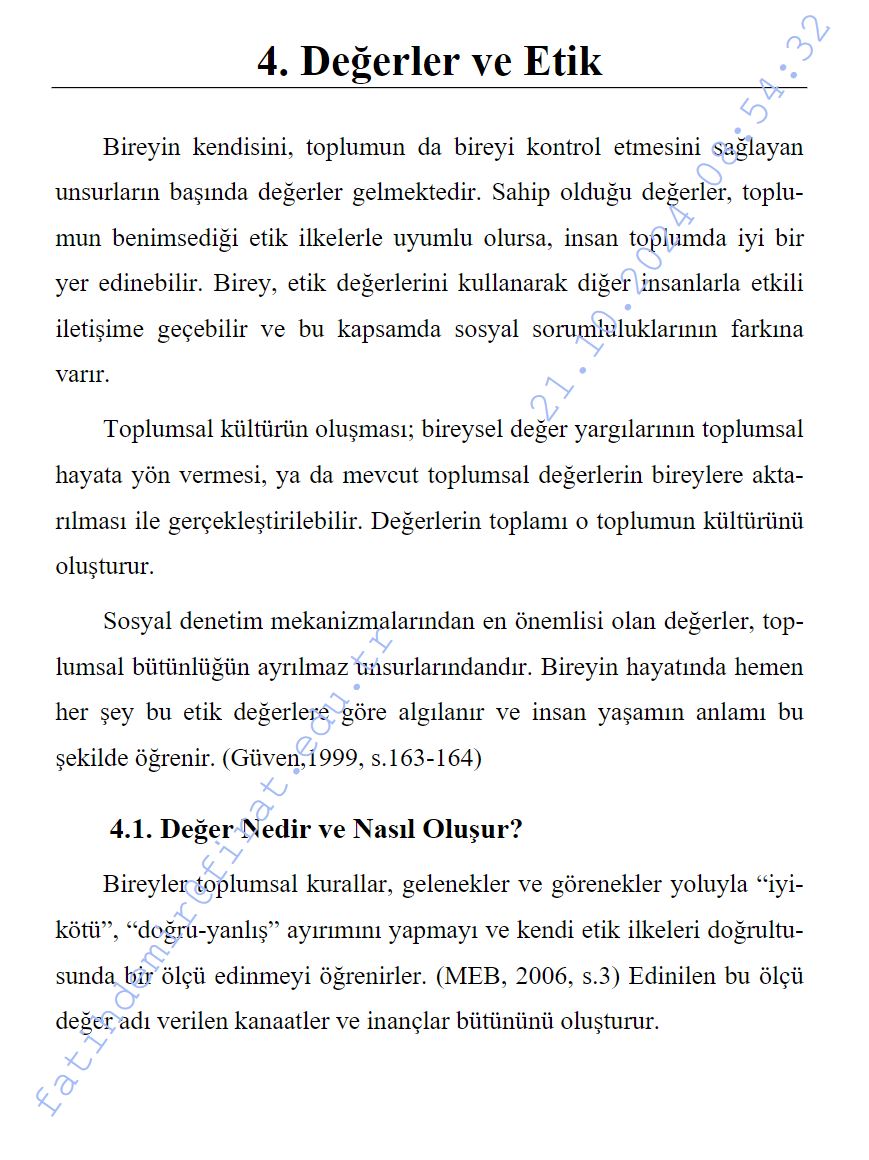 4. Değerler ve Etik
Bireyin kendisini, toplumun da bireyi kontrol etmesini sağlayan
unsurların başında değerler gelmektedir. Sahip olduğu değerler, toplu-
mun benimsediği etik ilkelerle uyumlu olursa, insan toplumda iyi bir
yer edinebilir. Birey, etik değerlerini kullanarak diğer insanlarla etkili
iletişime geçebilir ve bu kapsamda sosyal sorumluluklarının farkına
varır.
Toplumsal kültürün oluşması; bireysel değer yargılarının toplumsal
hayata yön vermesi, ya da mevcut toplumsal değerlerin bireylere akta-
rılması ile gerçekleştirilebilir. Değerlerin toplamı o toplumun kültürünü
oluşturur.
Sosyal denetim mekanizmalarından en önemlisi olan değerler, top-
lumsal bütünlüğün ayrılmaz unsurlarındandır. Bireyin hayatında hemen
her şey bu etik değerlere göre algılanır ve insan yaşamın anlamı bu
şekilde öğrenir. (Güven,1999, s.163-164)
4.1. Değer Nedir ve Nasıl Oluşur?
Bireyler toplumsal kurallar, gelenekler ve görenekler yoluyla “iyi-
kötü”, “doğru-yanlış” ayırımını yapmayı ve kendi etik ilkeleri doğrultu-
sunda bir ölçü edinmeyi öğrenirler. (MEB, 2006, s.3) Edinilen bu ölçü
değer adı verilen kanaatler ve inançlar bütününü oluşturur.
fatihdemir@firat.edu.tr
21.10.2024 08:54:32